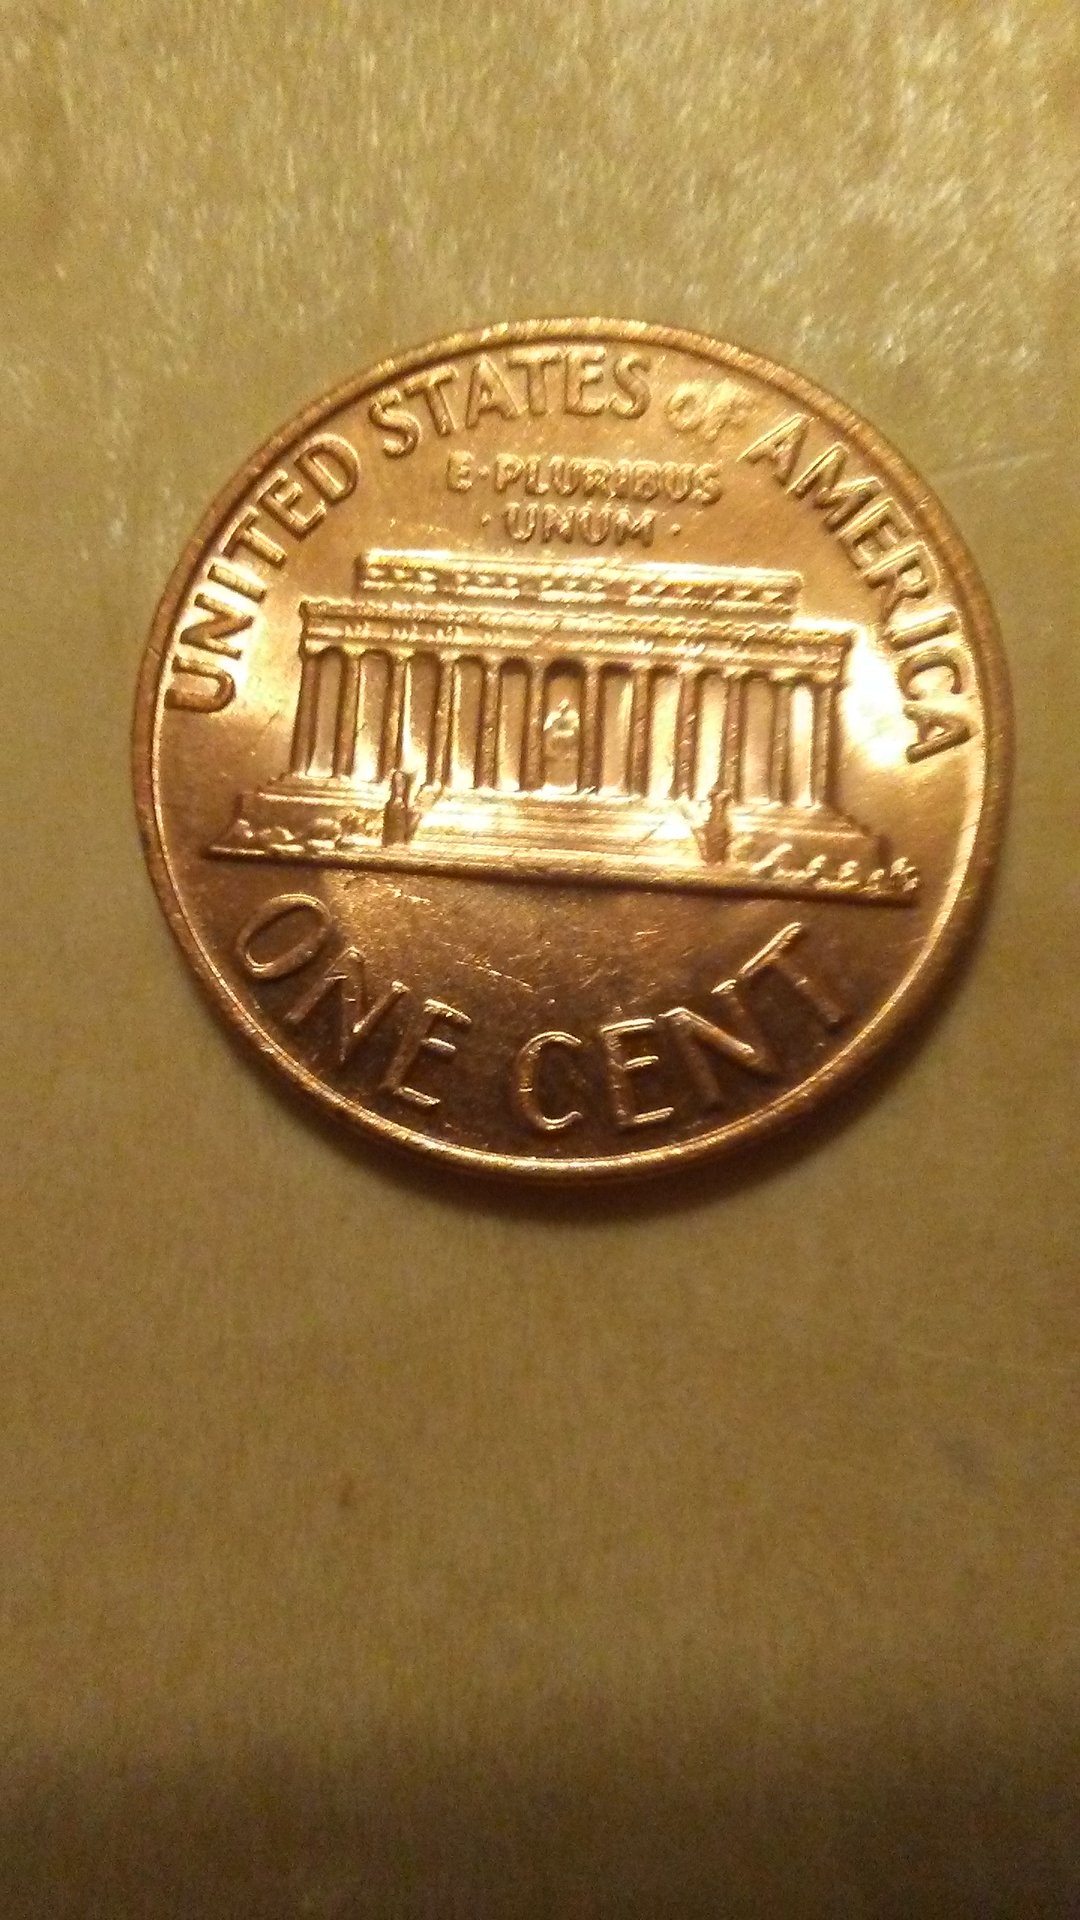 UNITED STATES OF AMERICA
E·PLURIBUS
·UNUM·
ONE CENT